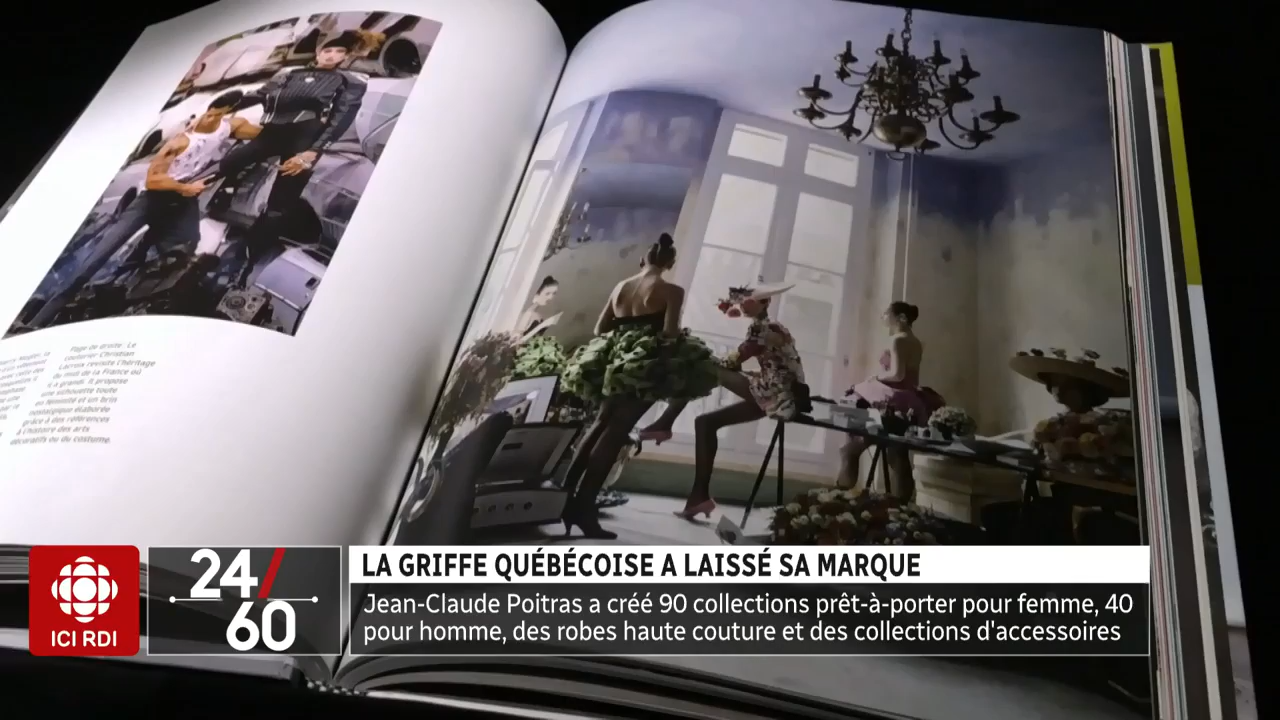 Page de droite : Le
couturier Christian
Lacroix revisite l'héritage
du midi de la France où
il a grandi. Il propose
une silhouette toute
en féminité et un brin
nostalgique élaborée
grâce à des références
à l'histoire des arts
décoratifs ou du costume.
ICI RDI
24/
60
LA GRIFFE QUÉBÉCOISE A LAISSÉ SA MARQUE
Jean-Claude Poitras a créé 90 collections prêt-à-porter pour femme, 40
pour homme, des robes haute couture et des collections d'accessoires